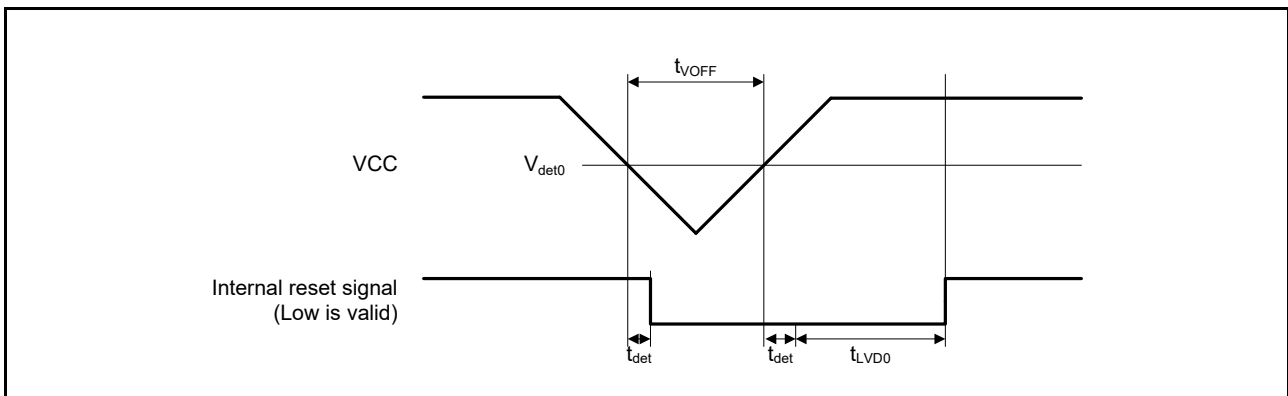 tVOFF
VCC
Vdet0
Internal reset signal
(Low is valid)
tdet
tdet
tLVD0